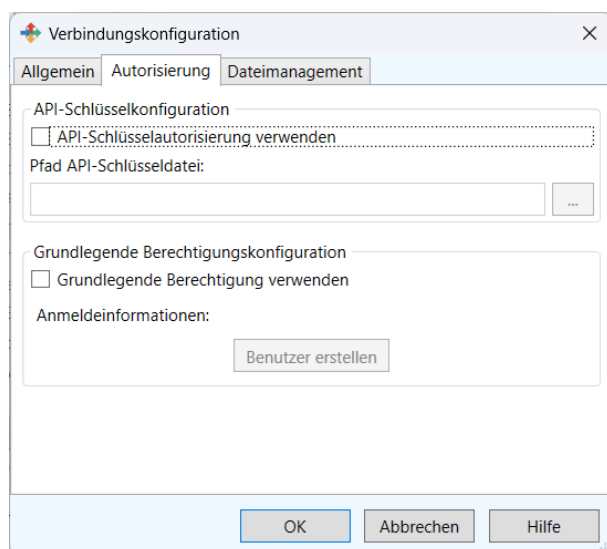 Verbindungskonfiguration
Allgemein Autorisierung Dateimanagement
API-Schlüsselkonfiguration
API-Schlüsselautorisierung verwenden
Pfad API-Schlüsseldatei:
...
Grundlegende Berechtigungskonfiguration
Grundlegende Berechtigung verwenden
Anmeldeinformationen:
Benutzer erstellen
OK Abbrechen Hilfe